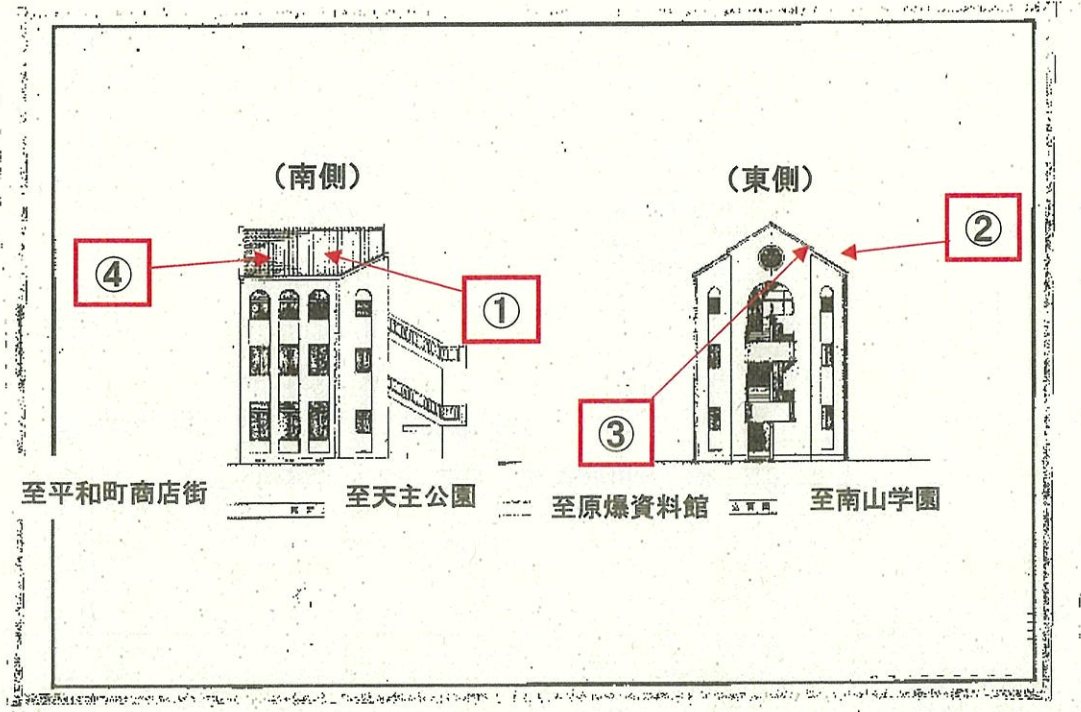 （南側）
（東側）
②
④
①
③
至平和町商店街
至天主公園
至原爆資料館
至南山学園